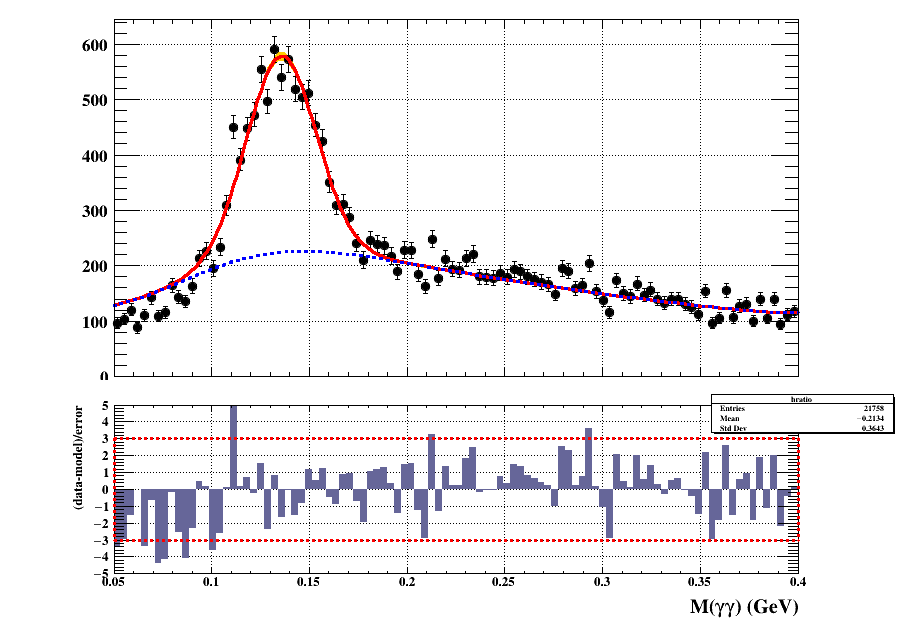 600
500
400
300
200
100
0
(data-model)/error
5
4
3
2
1
0
−1
−2
−3
−4
−5
hratio
Entries 21758
Mean −0.2134
Std Dev 0.3643
0.05 0.1 0.15 0.2 0.25 0.3 0.35 0.4
M(γγ) (GeV)